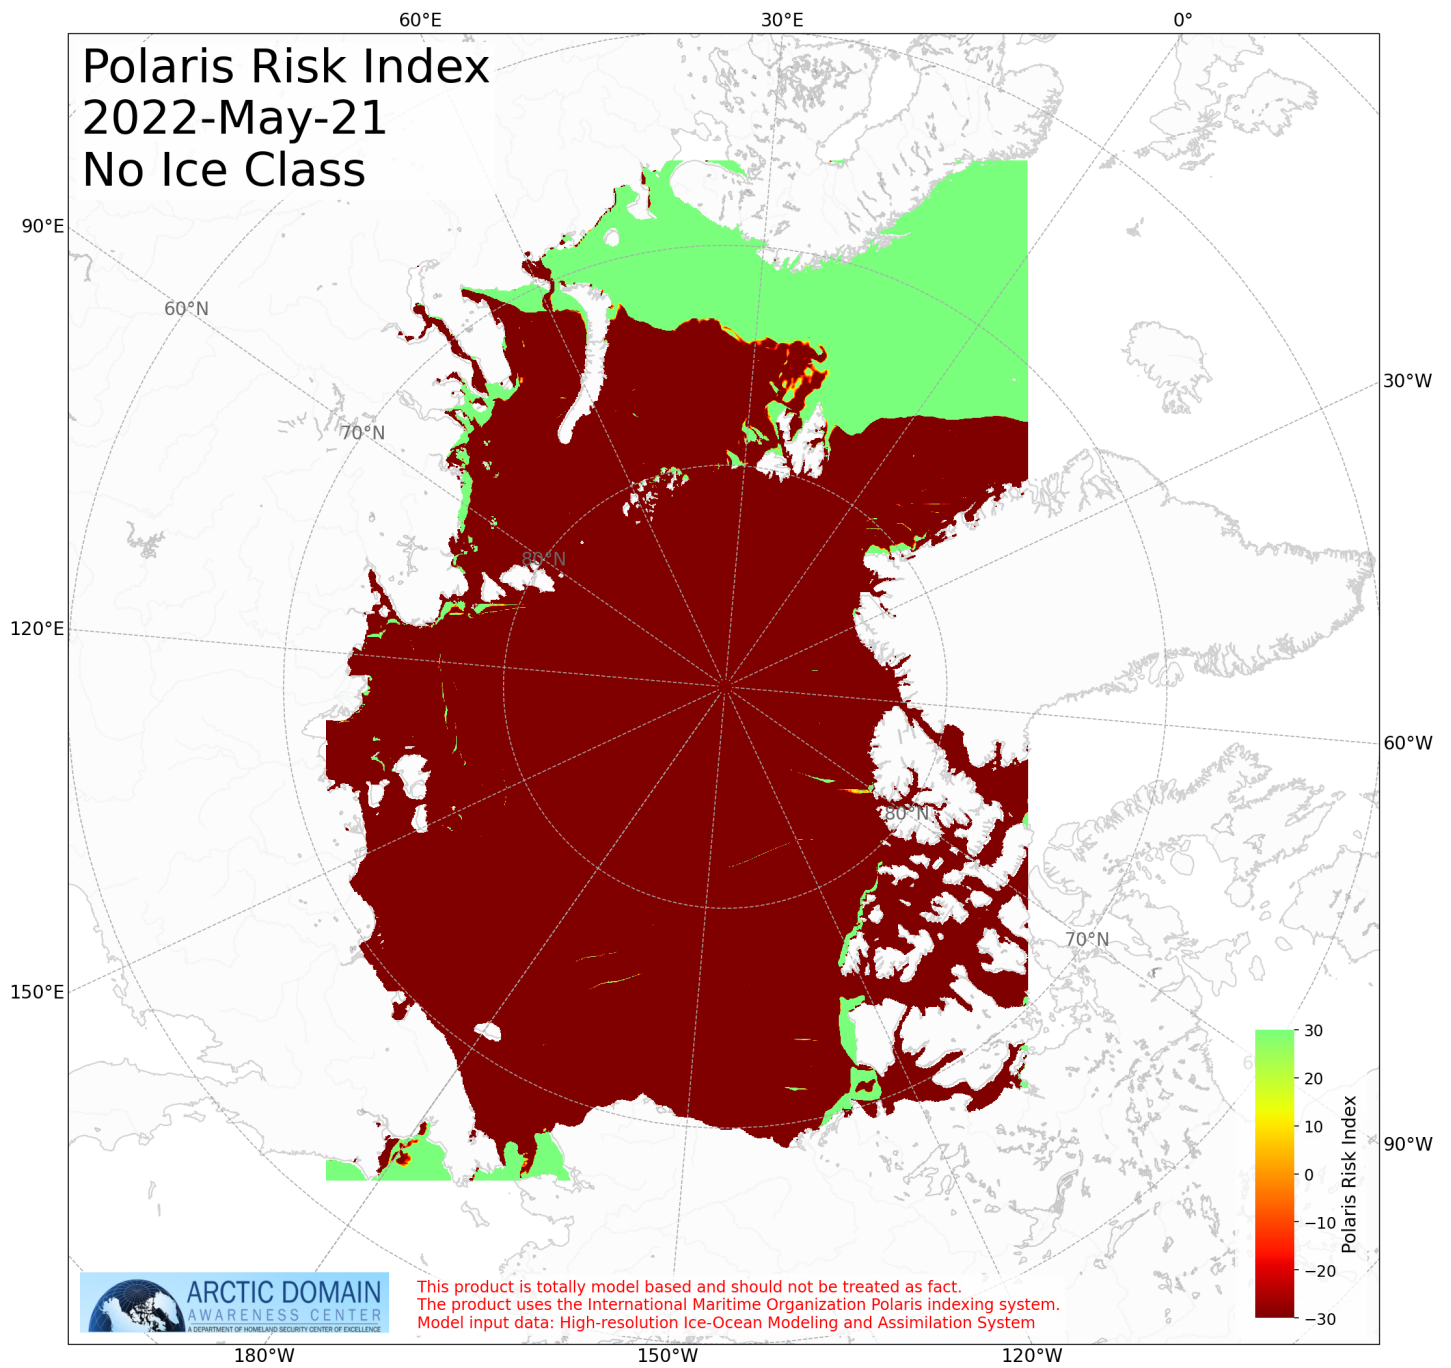 60°E 30°E 0°
Polaris Risk Index
2022-May-21
No Ice Class
90°E
60°N
30°W
70°N
80°N
120°E
60°W
80°N
70°N
150°E
30
20
10
0
−10
−20
−30
Polaris Risk Index
90°W
ARCTIC DOMAIN
AWARENESS CENTER
A DEPARTMENT OF HOMELAND SECURITY CENTER OF EXCELLENCE
This product is totally model based and should not be treated as fact.
The product uses the International Maritime Organization Polaris indexing system.
Model input data: High-resolution Ice-Ocean Modeling and Assimilation System
180°W 150°W 120°W